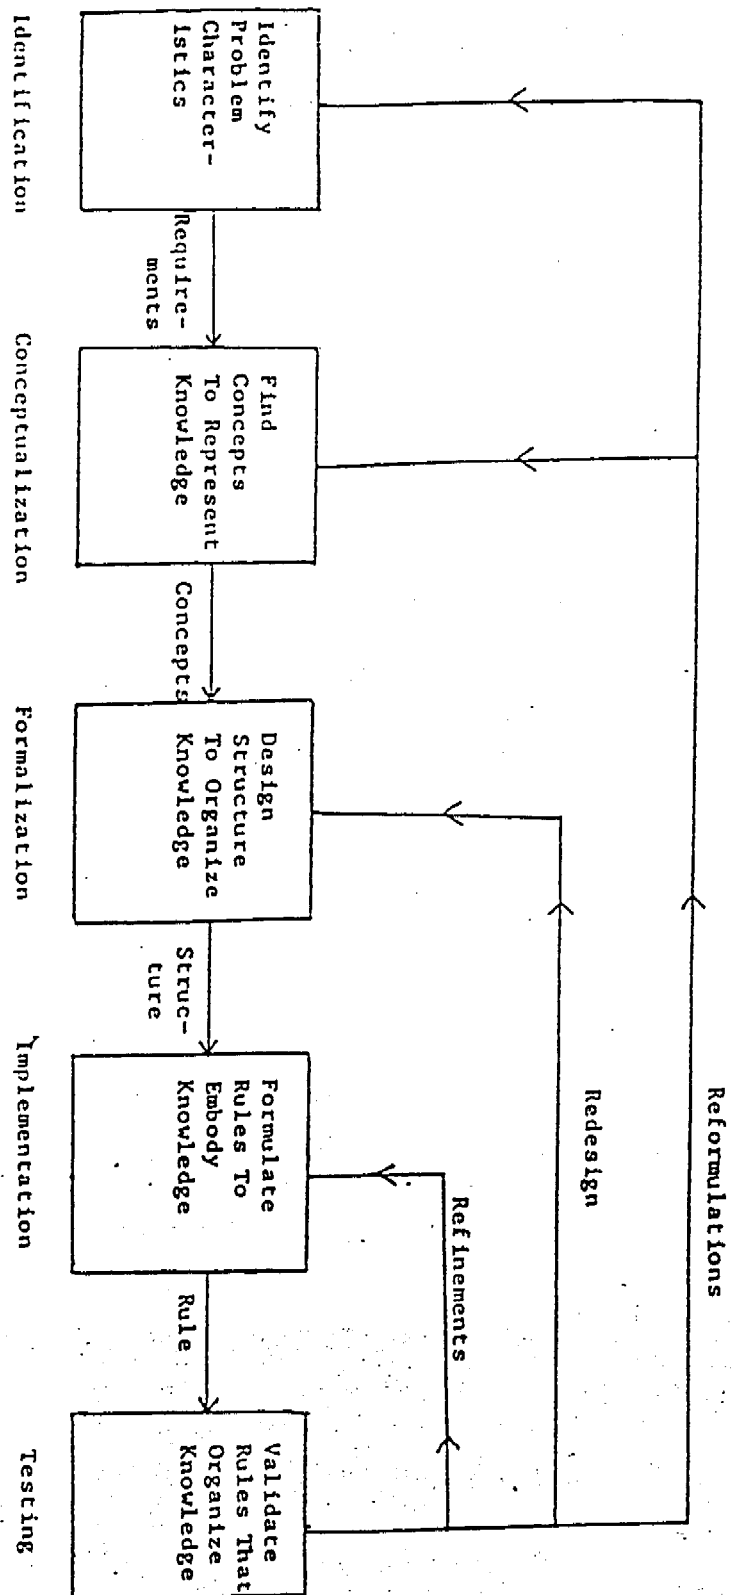 Reformulations
Redesign
Refinements
Identify
Problem
Character-
istics
Require-
ments
Find
Concepts
To Represent
Knowledge
Concepts
Design
Structure
To Organize
Knowledge
Struc-
ture
Formulate
Rules To
Embody
Knowledge
Rule
Validate
Rules That
Organize
Knowledge
Identification
Conceptualization
Formalization
Implementation
Testing